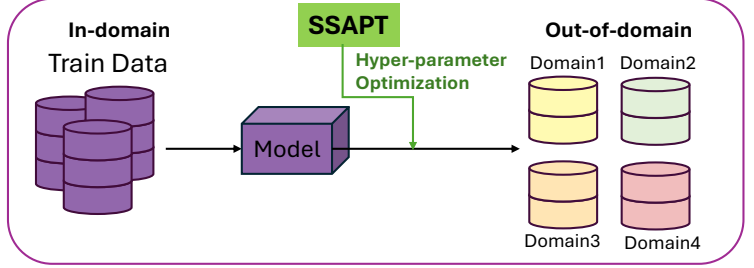 In-domain
Train Data
SSAPT
Hyper-parameter
Optimization
Model
Out-of-domain
Domain1 Domain2
Domain3 Domain4